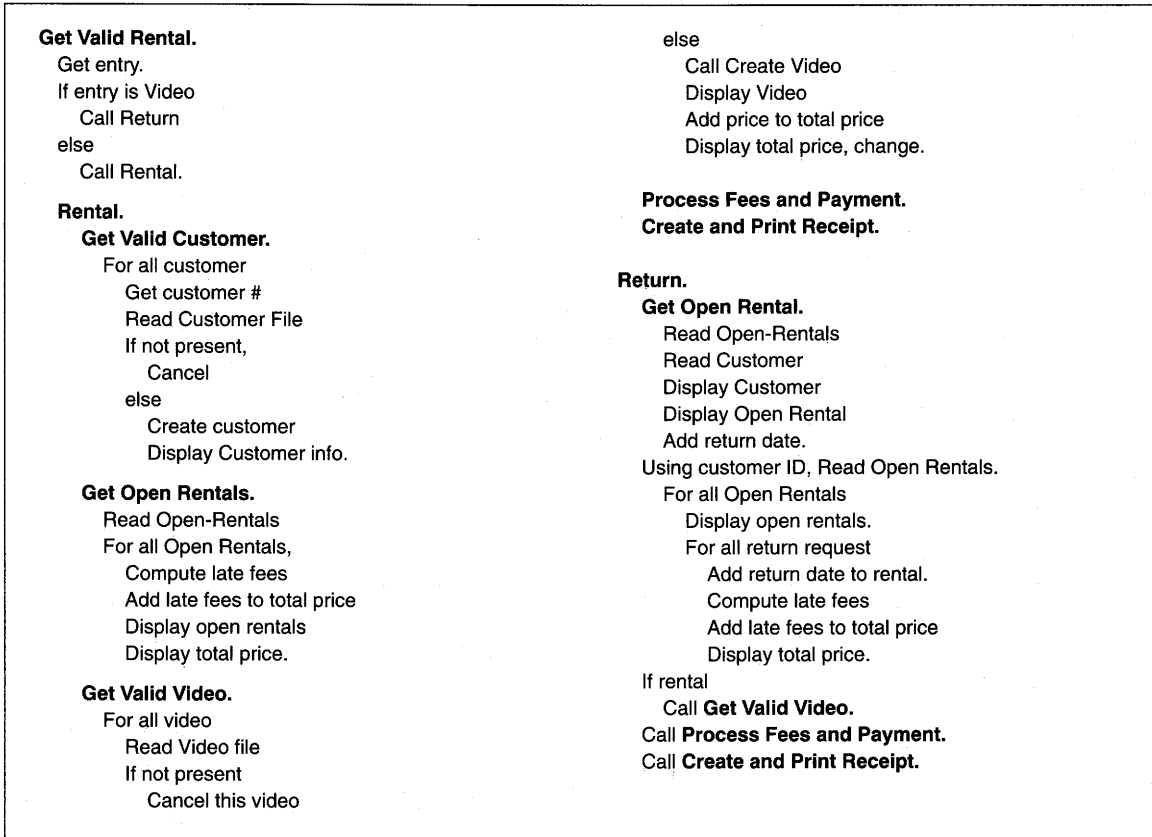 Get Valid Rental.
Get entry.
If entry is Video
Call Return
else
Call Rental.
Rental.
Get Valid Customer.
For all customer
Get customer #
Read Customer File
If not present,
Cancel
else
Create customer
Display Customer info.
Get Open Rentals.
Read Open-Rentals
For all Open Rentals,
Compute late fees
Add late fees to total price
Display open rentals
Display total price.
Get Valid Video.
For all video
Read Video file
If not present
Cancel this video
else
Call Create Video
Display Video
Add price to total price
Display total price, change.
Process Fees and Payment.
Create and Print Receipt.
Return.
Get Open Rental.
Read Open-Rentals
Read Customer
Display Customer
Display Open Rental
Add return date.
Using customer ID, Read Open Rentals.
For all Open Rentals
Display open rentals.
For all return request
Add return date to rental.
Compute late fees
Add late fees to total price
Display total price.
If rental
Call Get Valid Video.
Call Process Fees and Payment.
Call Create and Print Receipt.